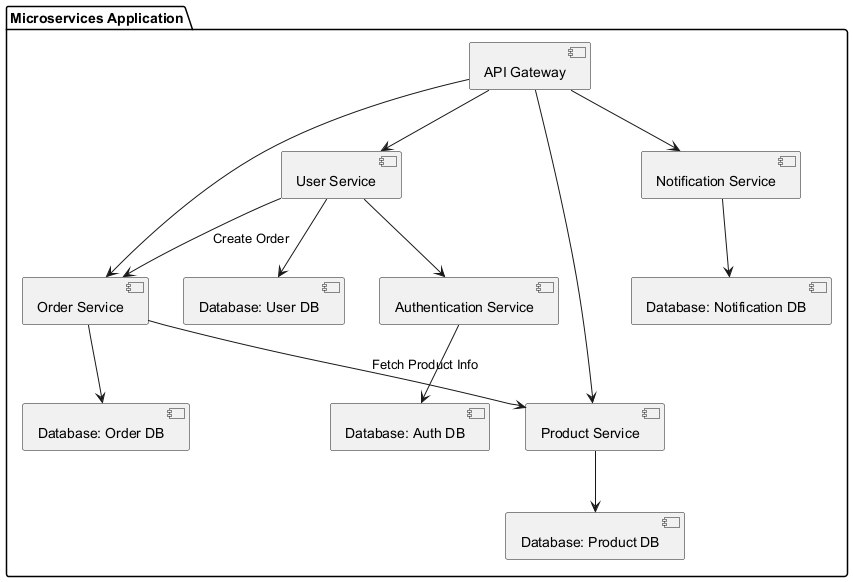 Microservices Application
API Gateway
User Service
Notification Service
Create Order
Order Service
Database: User DB
Authentication Service
Database: Notification DB
Fetch Product Info
Database: Order DB
Database: Auth DB
Product Service
Database: Product DB